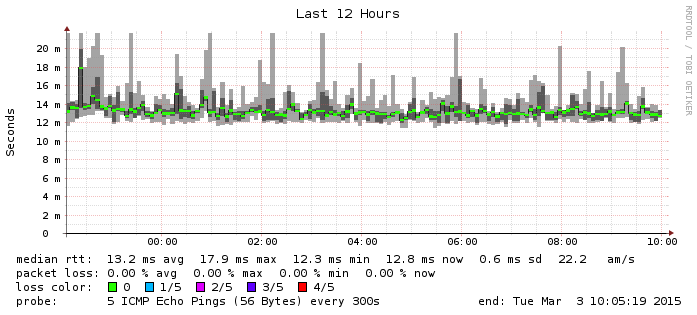 Last 12 Hours
RRDTOOL / TOBI OETIKER
Seconds
20 m
18 m
16 m
14 m
12 m
10 m
8 m
6 m
4 m
2 m
0
00:00 02:00 04:00 06:00 08:00 10:00
median rtt: 13.2 ms avg 17.9 ms max 12.3 ms min 12.8 ms now 0.6 ms sd 22.2 am/s
packet loss: 0.00 % avg 0.00 % max 0.00 % min 0.00 % now
loss color: 0 1/5 2/5 3/5 4/5
probe: 5 ICMP Echo Pings (56 Bytes) every 300s end: Tue Mar 3 10:05:19 2015